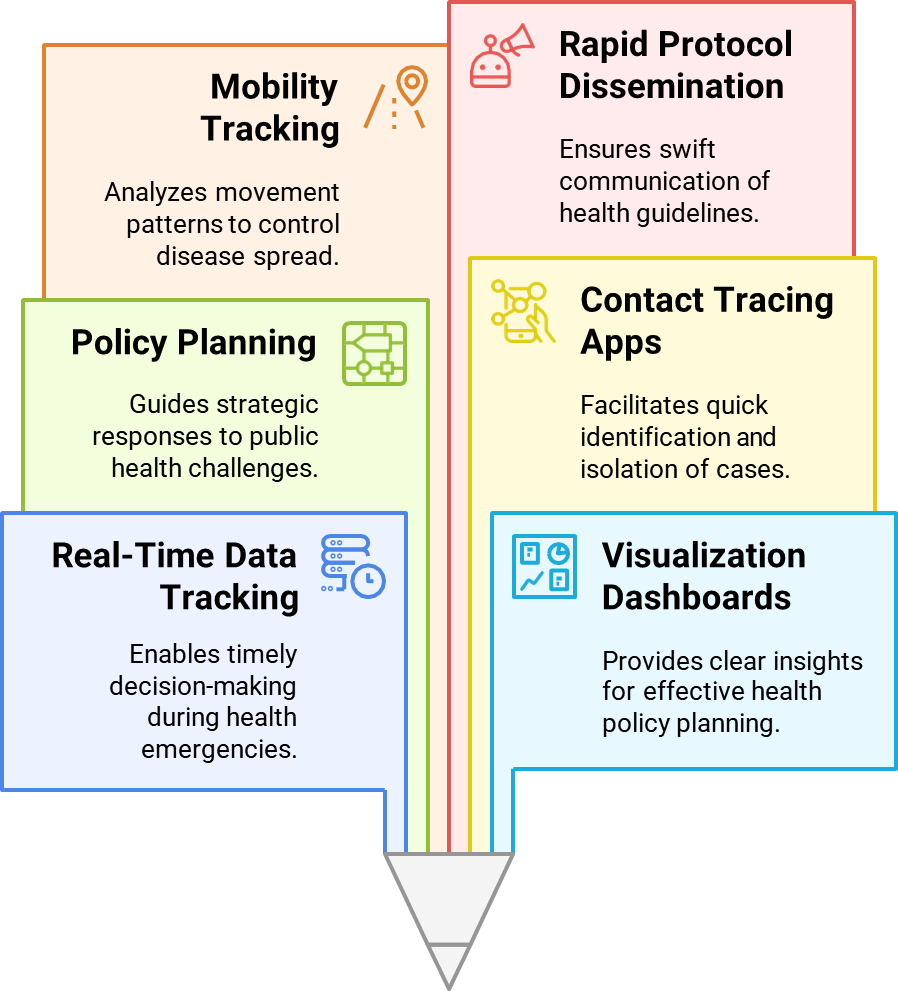 Mobility
Tracking
Analyzes movement
patterns to control
disease spread.
Rapid Protocol
Dissemination
Ensures swift
communication of
health guidelines.
Policy Planning
Guides strategic
responses to public
health challenges.
Contact Tracing
Apps
Facilitates quick
identification and
isolation of cases.
Real-Time Data
Tracking
Enables timely
decision-making
during health
emergencies.
Visualization
Dashboards
Provides clear insights
for effective health
policy planning.